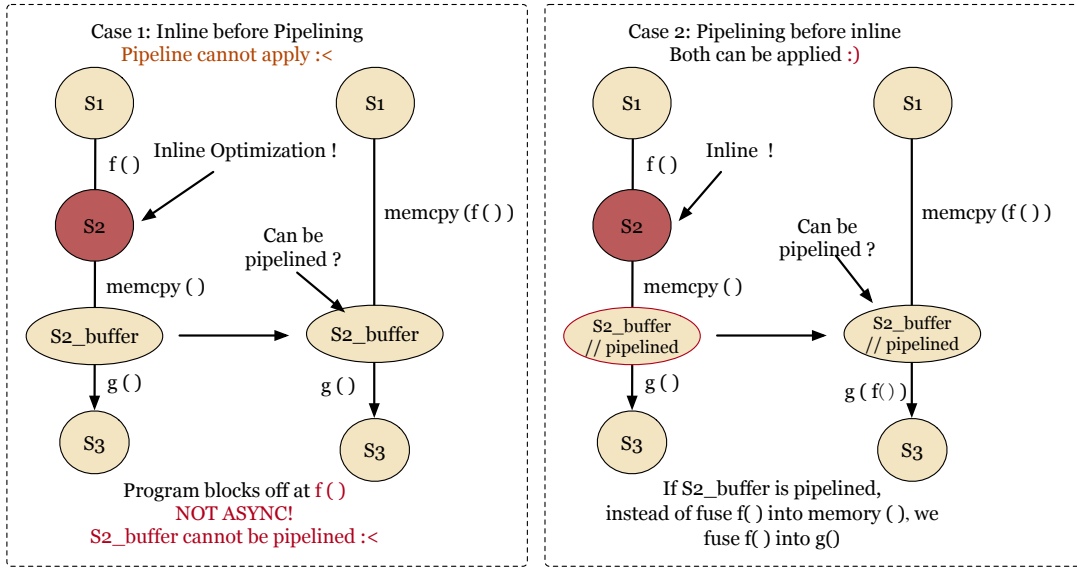 Case 1: Inline before Pipelining
Pipeline cannot apply :<
S1
S1
f ( )
Inline Optimization !
S2
memcpy (f ( ) )
Can be
pipelined ?
memcpy ( )
S2_buffer
S2_buffer
g ( )
g ( )
S3
S3
Program blocks off at f ( )
NOT ASYNC!
S2_buffer cannot be pipelined :<
Case 2: Pipelining before inline
Both can be applied :)
S1
S1
f ( )
Inline !
S2
memcpy (f ( ) )
Can be
pipelined ?
memcpy ( )
S2_buffer
// pipelined
S2_buffer
// pipelined
g ( )
g ( f() )
S3
S3
If S2_buffer is pipelined,
instead of fuse f( ) into memory ( ), we
fuse f( ) into g()